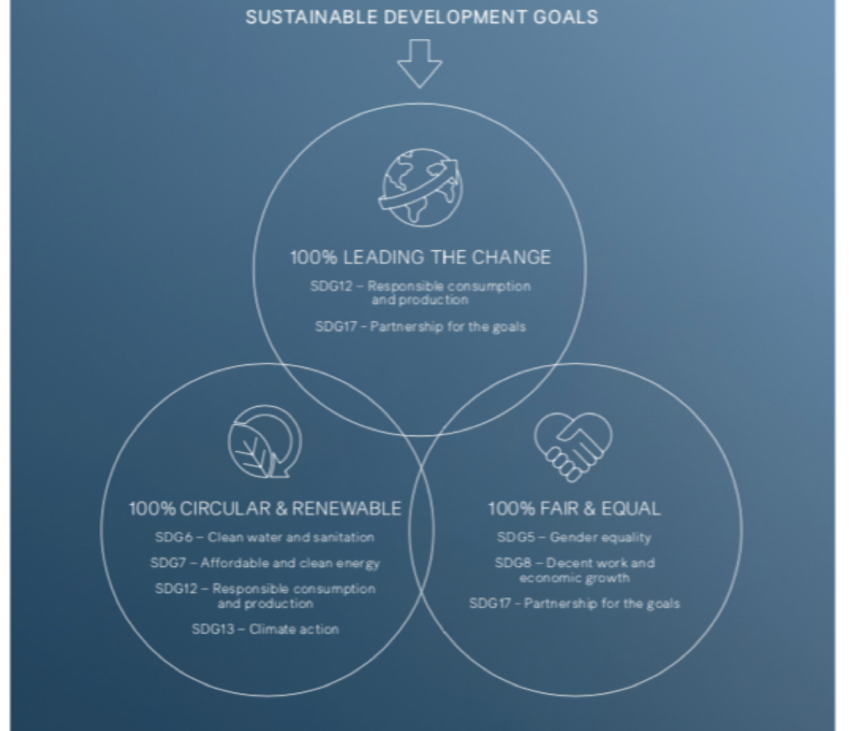 SUSTAINABLE DEVELOPMENT GOALS
100% LEADING THE CHANGE
SDG12 – Responsible consumption
and production
SDG17 – Partnership for the goals
100% CIRCULAR & RENEWABLE
SDG6 – Clean water and sanitation
SDG7 – Affordable and clean energy
SDG12 – Responsible consumption
and production
SDG13 – Climate action
100% FAIR & EQUAL
SDG5 – Gender equality
SDG8 – Decent work and
economic growth
SDG17 - Partnership for the goals